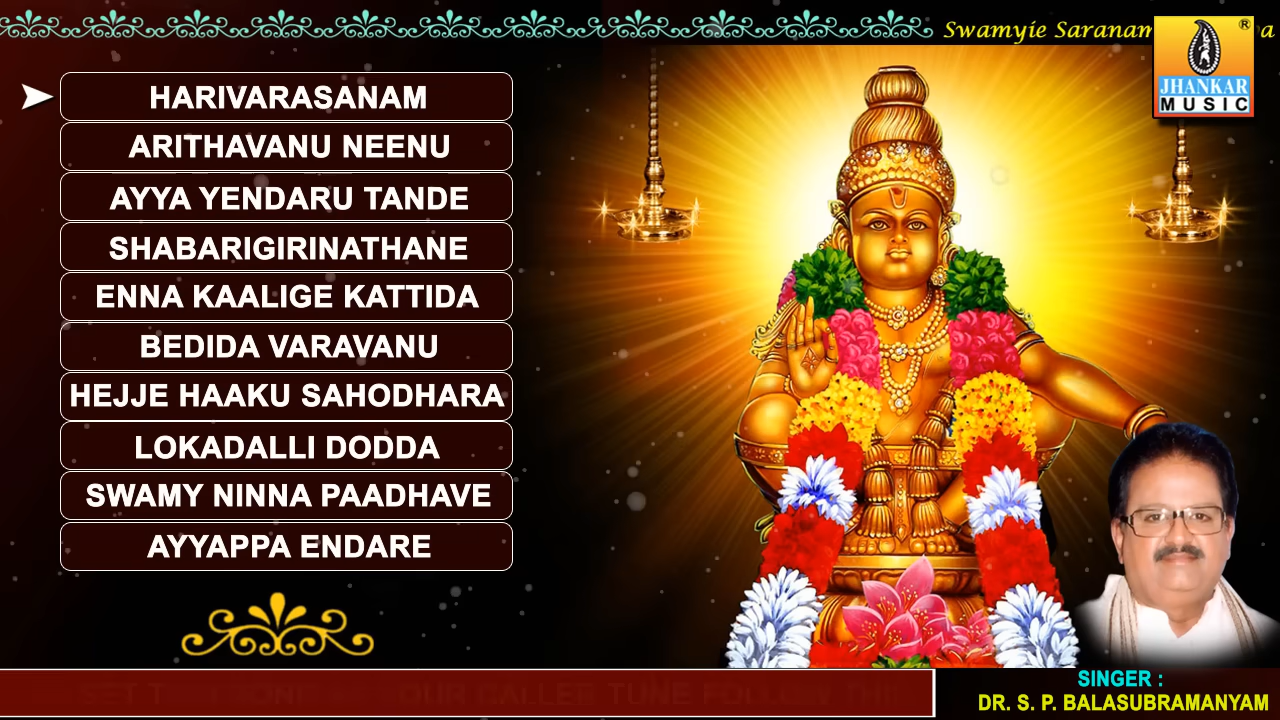 Swamyie Saranam
JHANKAR
MUSIC
®
HARIVARASANAM
ARITHAVANU NEENU
AYYA YENDARU TANDE
SHABARIGIRINATHANE
ENNA KAALIGE KATTIDA
BEDIDA VARAVANU
HEJJE HAAKU SAHODHARA
LOKADALLI DODDA
SWAMY NINNA PAADHAVE
AYYAPPA ENDARE
SINGER :
DR. S. P. BALASUBRAMANYAM